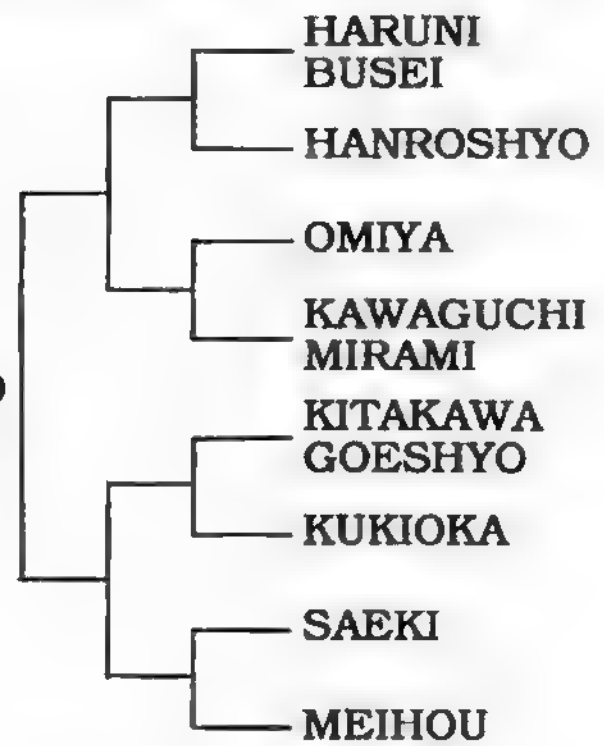 HARUNI
BUSEI
HANROSHYO
OMIYA
KAWAGUCHI
MIRAMI
KITAKAWA
GOESHYO
KUKIOKA
SAEKI
MEIHOU